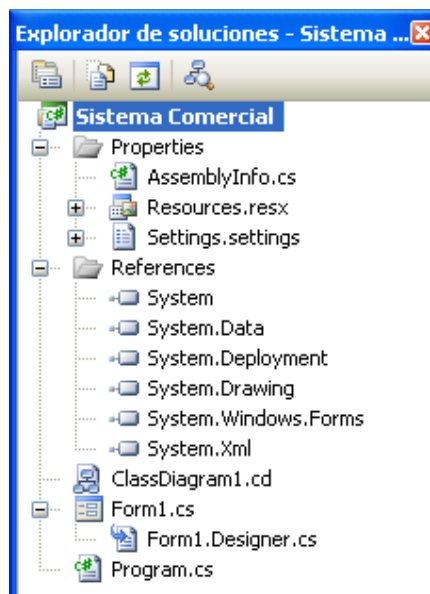 Explorador de soluciones - Sistema ...
Sistema Comercial
Properties
AssemblyInfo.cs
Resources.resx
Settings.settings
References
System
System.Data
System.Deployment
System.Drawing
System.Windows.Forms
System.Xml
ClassDiagram1.cd
Form1.cs
Form1.Designer.cs
Program.cs